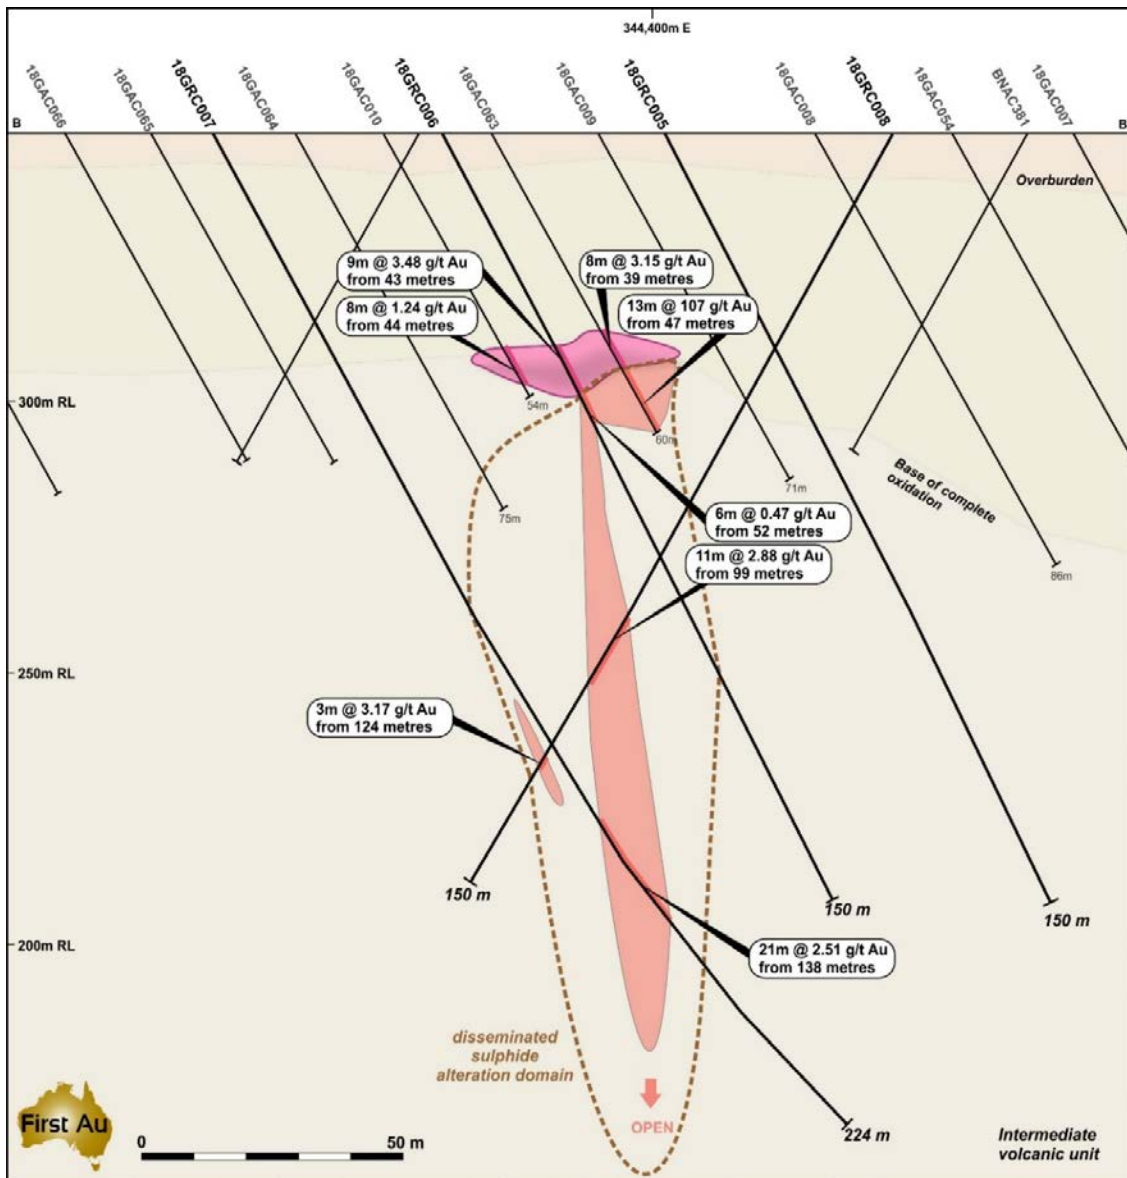 344,400m E
18GAC066
18GAC065
18GRC007
18GAC064
18GAC010
18GRC006
18GAC063
18GAC009
18GRC005
18GAC008
18GRC008
18GAC054
BNAC381
18GAC007
B
B
Overburden
9m @ 3.48 g/t Au
from 43 metres
8m @ 3.15 g/t Au
from 39 metres
8m @ 1.24 g/t Au
from 44 metres
13m @ 107 g/t Au
from 47 metres
300m RL
54m
60m
71m
75m
Base of complete
oxidation
6m @ 0.47 g/t Au
from 52 metres
11m @ 2.88 g/t Au
from 99 metres
86m
250m RL
3m @ 3.17 g/t Au
from 124 metres
150 m
150 m
150 m
200m RL
21m @ 2.51 g/t Au
from 138 metres
disseminated
sulphide
alteration domain
OPEN
224 m
First Au
0
50 m
Intermediate
volcanic unit